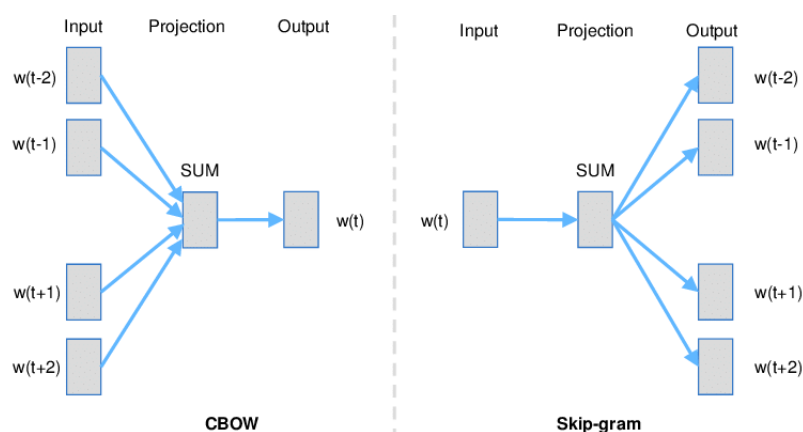 Input Projection Output
w(t-2)
w(t-1)
SUM
w(t)
w(t+1)
w(t+2)
CBOW
Input Projection Output
w(t-2)
w(t-1)
SUM
w(t)
w(t+1)
w(t+2)
Skip-gram